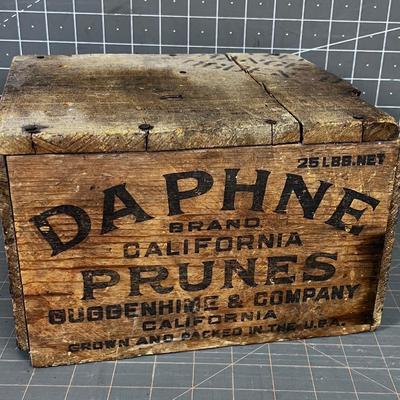 25 LBS. NET
DAPHNE
BRAND
CALIFORNIA
PRUNES
GUGGENHIME & COMPANY
CALIFORNIA
GROWN AND PACKED IN THE U.S.A.